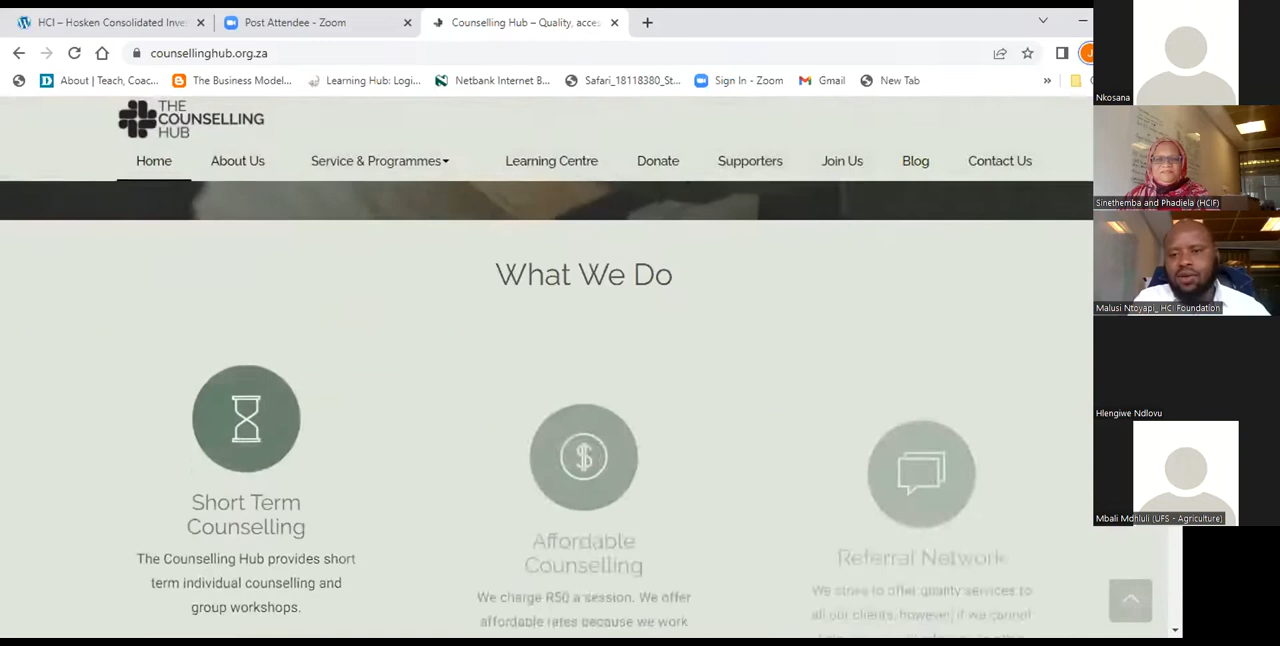 HCI – Hosken Consolidated Inve
Post Attendee - Zoom
Counselling Hub – Quality, acces
counsellinghub.org.za
J
About | Teach, Coac...
The Business Model...
Learning Hub: Logi...
Netbank Internet B...
Safari_18118380_St...
Sign In - Zoom
Gmail
New Tab
»
THE
COUNSELLING
HUB
Home
About Us
Service & Programmes
Learning Centre
Donate
Supporters
Join Us
Blog
Contact Us
What We Do
Short Term
Counselling
The Counselling Hub provides short
term individual counselling and
group workshops.
$
Affordable
Counselling
We charge R50 a session. We offer
affordable rates because we work
Referral Network
We strive to offer quality services to
all our clients, however, if we cannot
Nkosana
Sinethemba and Phadiela (HCIF)
Malusi Ntoyapi_ HCI Foundation
Hlengiwe Ndlovu
Mbali Mdhluli (UFS - Agriculture)